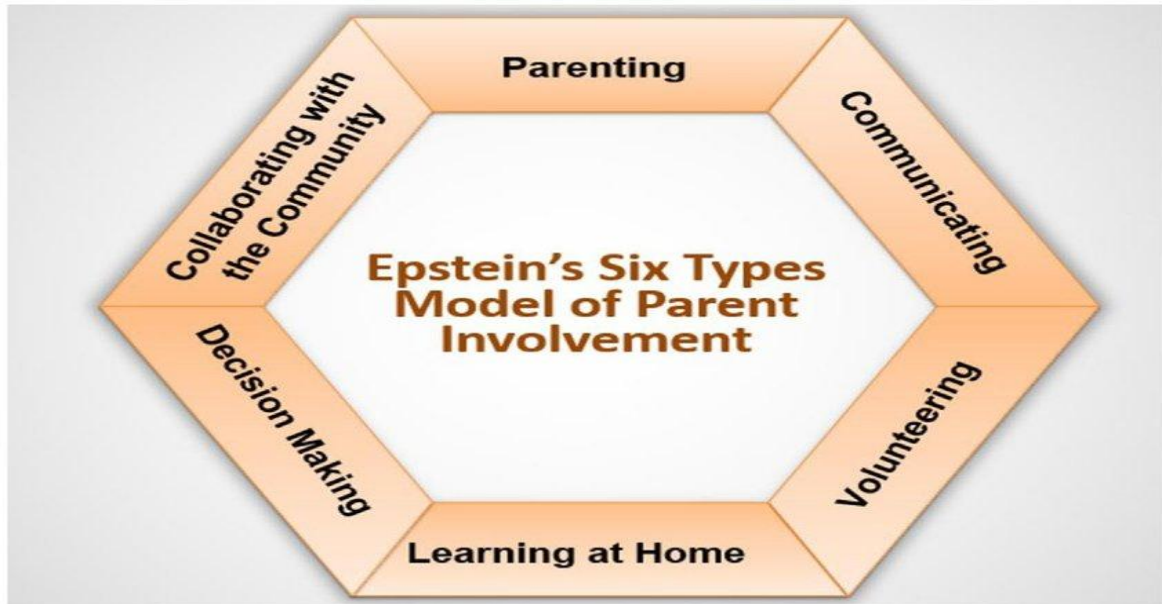 Parenting
Communicating
Volunteering
Learning at Home
Decision Making
Collaborating with
the Community
Epstein’s Six Types
Model of Parent
Involvement